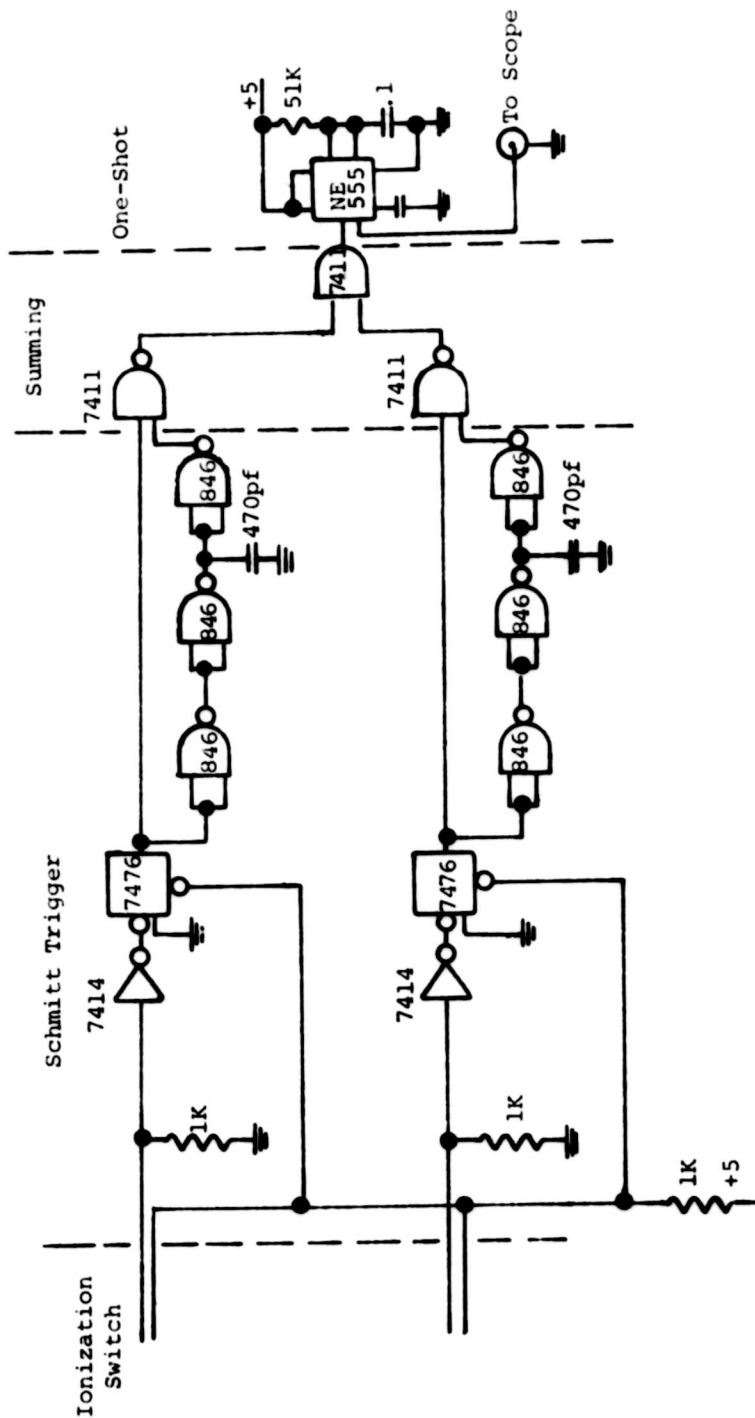 Ionization
Switch
Schmitt Trigger
Summing
One-Shot
7414
7476
1K
846
846
846
470pf
7411
7411
NE
555
+5
51K
.1
To Scope
7414
7476
1K
846
846
846
470pf
7411
1K
+5